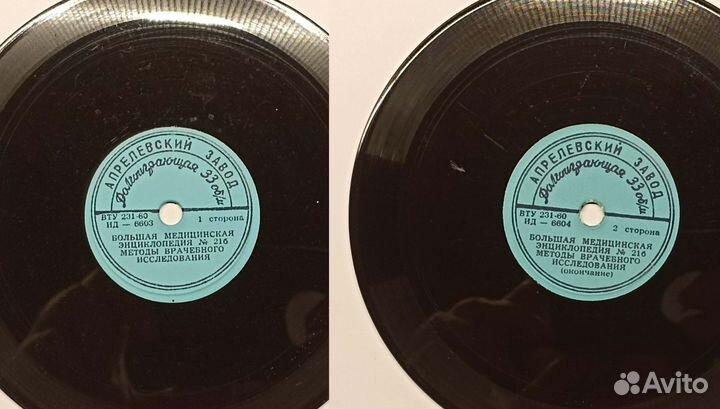 АПРЕЛЕВСКИЙ ЗАВОД
Долгоиграющая 33 об/м
ВТУ 231-60
ИД — 6603
1 сторона
БОЛЬШАЯ МЕДИЦИНСКАЯ
ЭНЦИКЛОПЕДИЯ № 216
МЕТОДЫ ВРАЧЕБНОГО
ИССЛЕДОВАНИЯ
АПРЕЛЕВСКИЙ ЗАВОД
Долгоиграющая 33 об/м
ВТУ 231-60
ИД — 6604
2 сторона
БОЛЬШАЯ МЕДИЦИНСКАЯ
ЭНЦИКЛОПЕДИЯ № 216
МЕТОДЫ ВРАЧЕБНОГО
ИССЛЕДОВАНИЯ
(окончание)
Avito